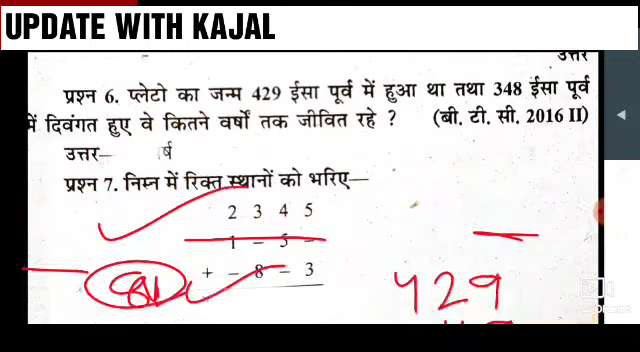 UPDATE WITH KAJAL
उत्तर
प्रश्न 6. प्लेटो का जन्म 429 ईसा पूर्व में हुआ था तथा 348 ईसा पूर्व
में दिवंगत हुए वे कितने वर्षों तक जीवित रहे ? (बी. टी. सी. 2016 II)
उत्तर— र्ष
प्रश्न 7. निम्न में रिक्त स्थानों को भरिए—
2 3 4 5
1 – 5 –
+ – 8 – 3
429